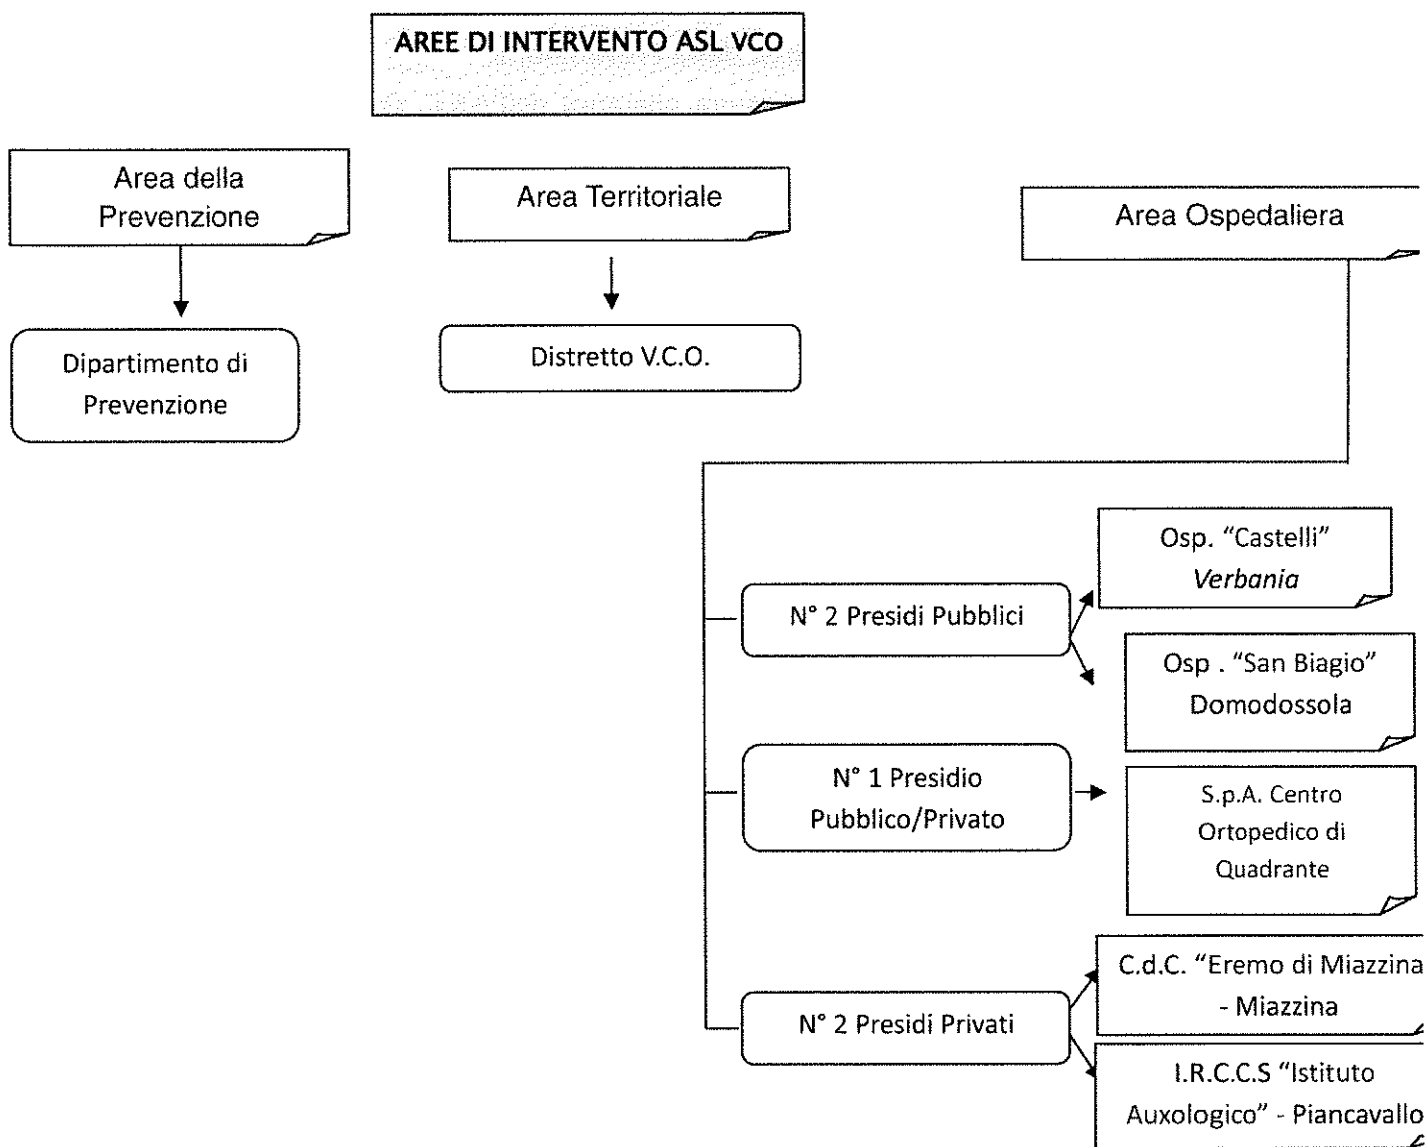 AREE DI INTERVENTO ASL VCO
Area della
Prevenzione
Area Territoriale
Area Ospedaliera
Dipartimento di
Prevenzione
Distretto V.C.O.
N° 2 Presidi Pubblici
Osp. “Castelli”
Verbania
Osp . “San Biagio”
Domodossola
N° 1 Presidio
Pubblico/Privato
S.p.A. Centro
Ortopedico di
Quadrante
N° 2 Presidi Privati
C.d.C. “Eremo di Miazzina
- Miazzina
I.R.C.C.S “Istituto
Auxologico” - Piancavallo